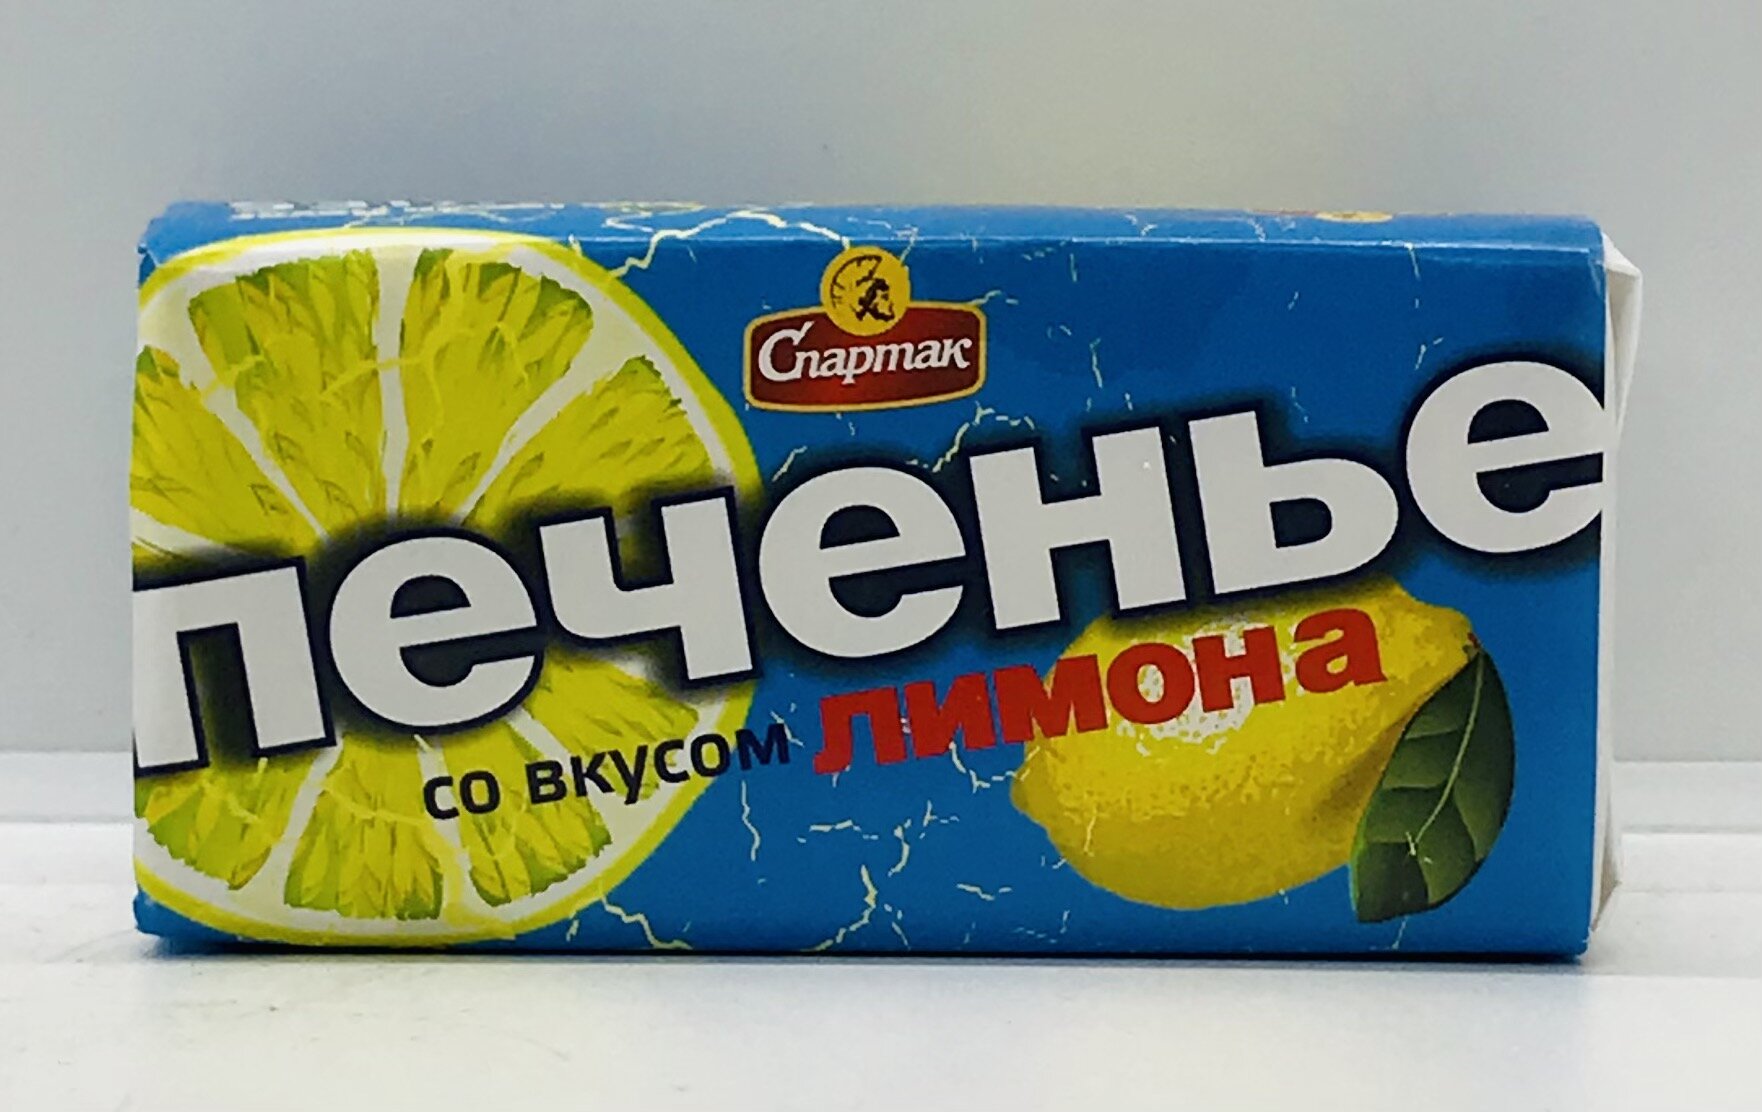 Спартак
печенье
со вкусом лимона